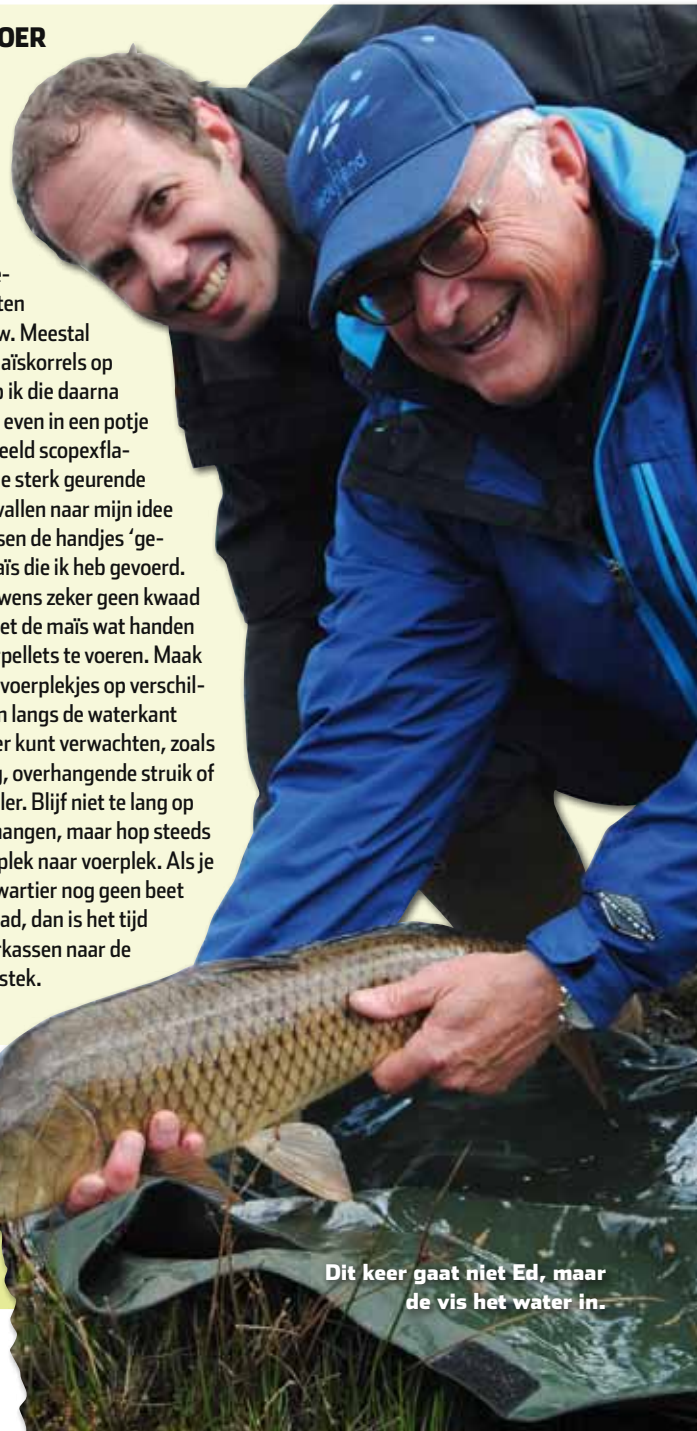 OER
e-
ten
w. Meestal
aïskorrels op
o ik die daarna
even in een potje
eeld scopexfla-
e sterk geurende
vallen naar mijn idee
sen de handjes ‘ge-
aïs die ik heb gevoerd.
wens zeker geen kwaad
et de maïs wat handen
pellets te voeren. Maak
voerplekjes op verschil-
n langs de waterkant
er kunt verwachten, zoals
g, overhangende struik of
ler. Blijf niet te lang op
hangen, maar hop steeds
plek naar voerplek. Als je
wartier nog geen beet
ad, dan is het tijd
rkassen naar de
stek.
Dit keer gaat niet Ed, maar
de vis het water in.